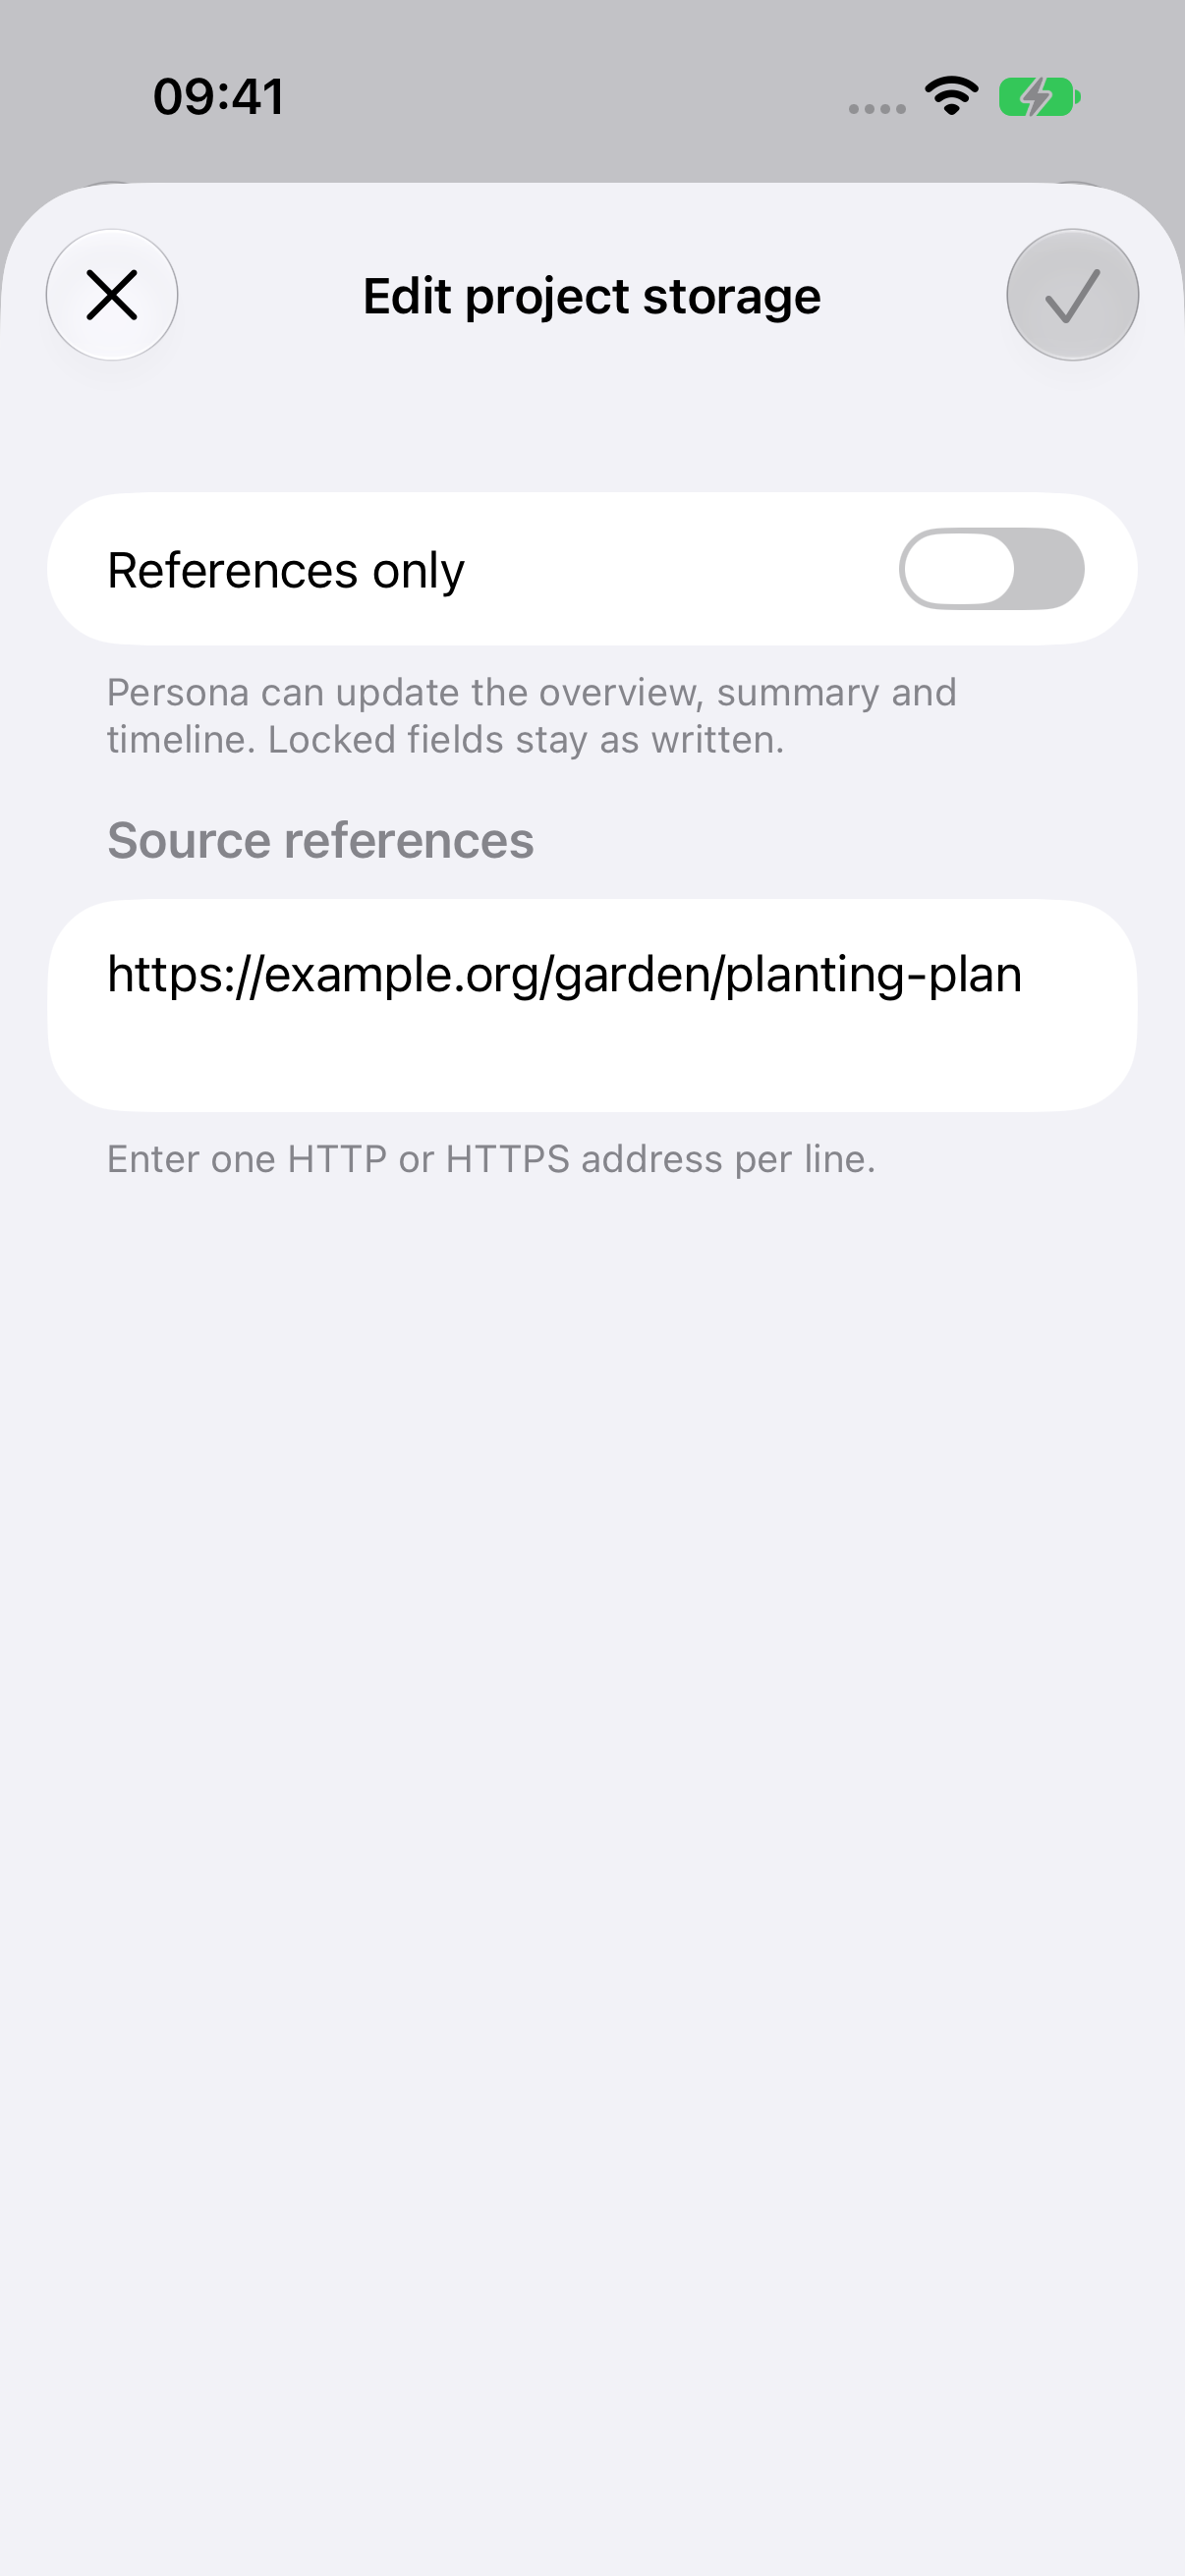 09:41
Edit project storage
References only
Persona can update the overview, summary and
timeline. Locked fields stay as written.
Source references
https://example.org/garden/planting-plan
Enter one HTTP or HTTPS address per line.